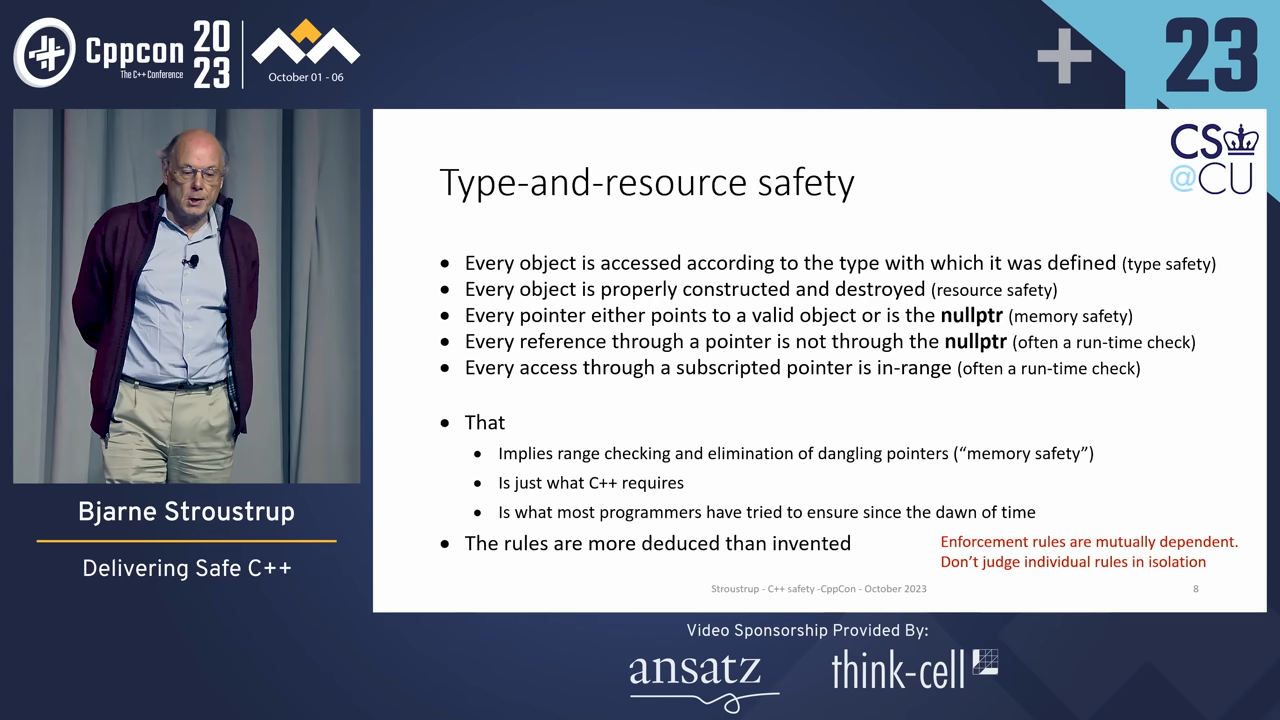 Cppcon
The C++ Conference
20
23
October 01 - 06
23
CS
@CU
Type-and-resource safety
• Every object is accessed according to the type with which it was defined (type safety)
• Every object is properly constructed and destroyed (resource safety)
• Every pointer either points to a valid object or is the nullptr (memory safety)
• Every reference through a pointer is not through the nullptr (often a run-time check)
• Every access through a subscripted pointer is in-range (often a run-time check)
• That
• Implies range checking and elimination of dangling pointers (“memory safety”)
• Is just what C++ requires
• Is what most programmers have tried to ensure since the dawn of time
• The rules are more deduced than invented
Enforcement rules are mutually dependent.
Don’t judge individual rules in isolation
Stroustrup - C++ safety -CppCon - October 2023
8
Bjarne Stroustrup
Delivering Safe C++
Video Sponsorship Provided By:
ansatz
think-cell